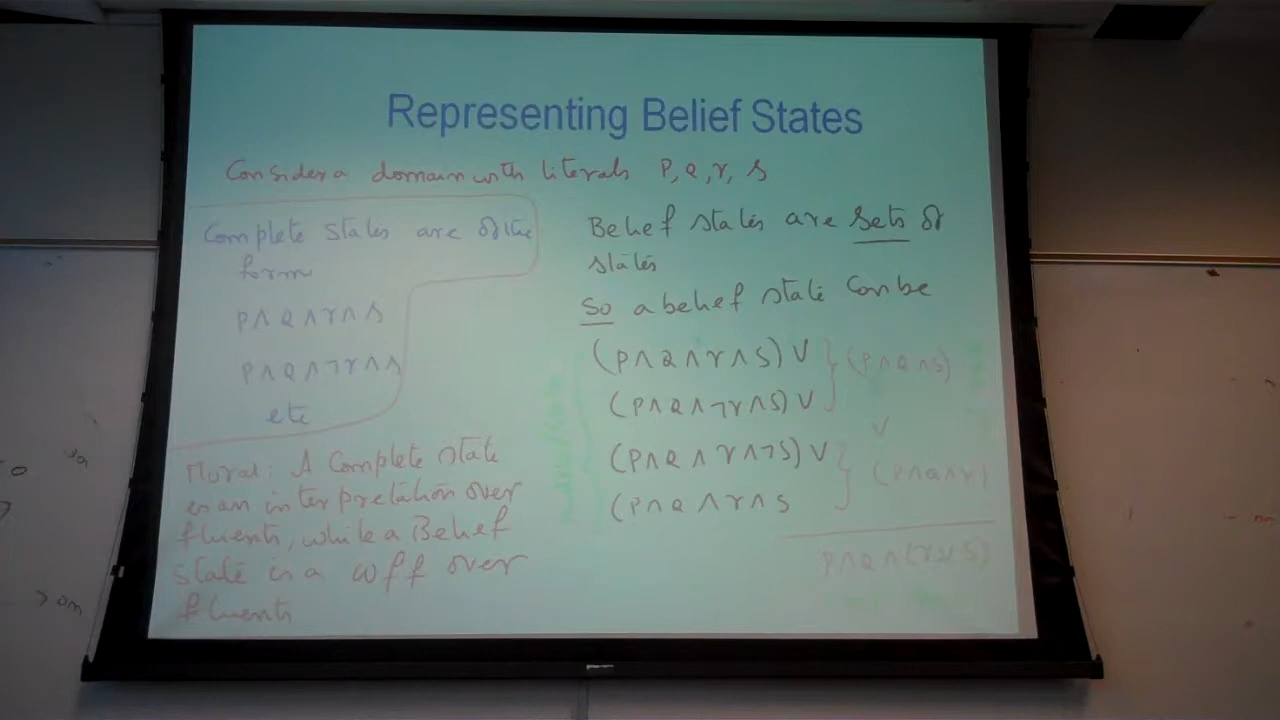 Representing Belief States
Consider a domain with literals P, Q, r, s
Complete states are of the
form
P∧Q∧r∧s
P∧Q∧¬r∧s
etc
Moral: A Complete state
is an interpretation over
fluents, while a Belief
state is a wff over
fluents
Belief states are sets of
states
So a belief state can be
(P∧Q∧r∧s)∨
(P∧Q∧¬r∧s)∨
(P∧Q∧s)
∨
(P∧Q∧r∧¬s)∨
(P∧Q∧r∧s
(P∧Q∧r)
P∧Q∧(r∨s)